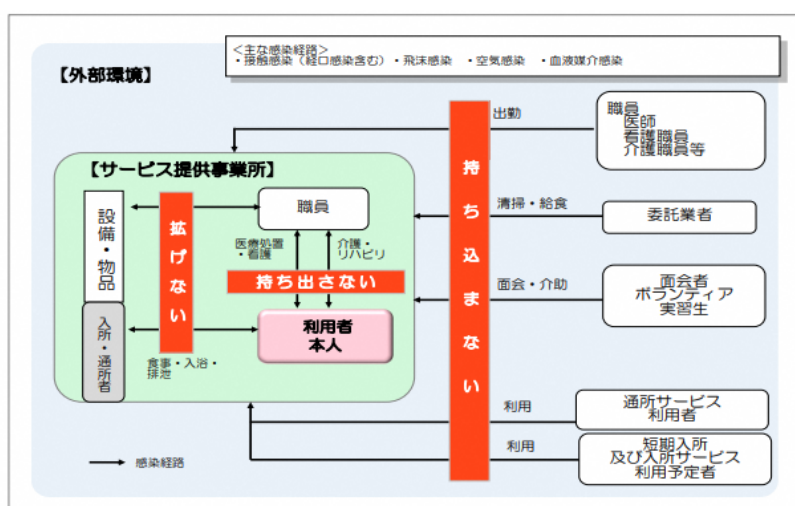 <主な感染経路>
・接触感染（経口感染含む）・飛沫感染　・空気感染　・血液媒介感染
【外部環境】
出勤
職員
医師
看護職員
介護職員等
【サービス提供事業所】
設備・物品
拡げない
職員
持ち込まない
清掃・給食
委託業者
医療処置
・看護
介護・
リハビリ
持ち出さない
面会・介助
面会者
ボランティア
実習生
入所・通所者
利用者
本人
食事・入浴・
排泄
利用
通所サービス
利用者
利用
短期入所
及び入所サービス
利用予定者
感染経路